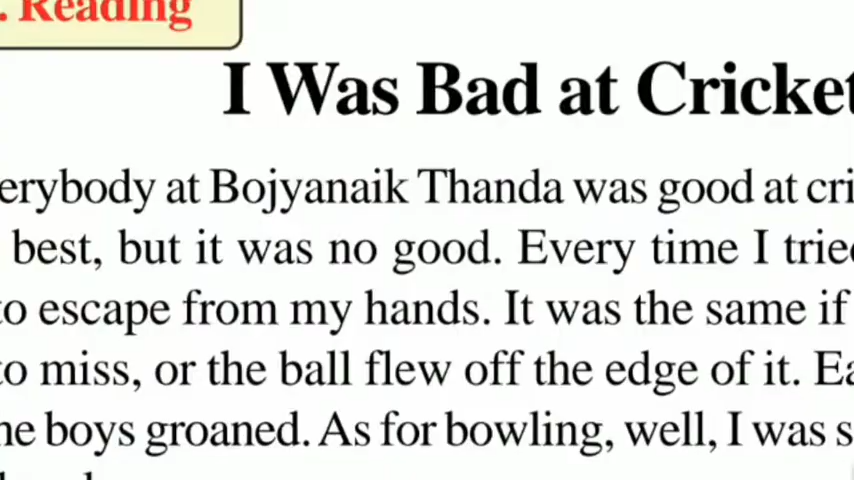 . Reading
I Was Bad at Cricket
erybody at Bojyanaik Thanda was good at cri
best, but it was no good. Every time I tried
to escape from my hands. It was the same if
to miss, or the ball flew off the edge of it. Ea
he boys groaned. As for bowling, well, I was s